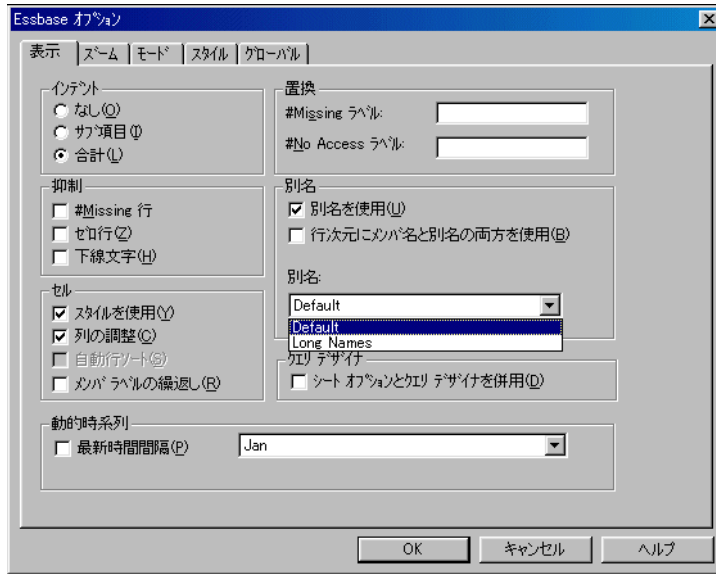 Essbase ｵﾌﾟｼｮﾝ
表示 ｽﾞｰﾑ ﾓｰﾄﾞ ｽﾀｲﾙ ｸﾞﾛｰﾊﾞﾙ
ｲﾝﾃﾞﾝﾄ
なし(O)
ｻﾌﾞ項目(I)
合計(L)
置換
#Missing ﾗﾍﾞﾙ:
#No Access ﾗﾍﾞﾙ:
抑制
#Missing 行
ｾﾞﾛ行(Z)
下線文字(H)
別名
別名を使用(U)
行次元にﾒﾝﾊﾞ名と別名の両方を使用(B)
別名:
Default
Default
Long Names
ｾﾙ
ｽﾀｲﾙを使用(Y)
列の調整(C)
自動行ｿｰﾄ(S)
ﾒﾝﾊﾞ ﾗﾍﾞﾙの繰返し(R)
ｸｴﾘ ﾃﾞｻﾞｲﾅ
ｼｰﾄ ｵﾌﾟｼｮﾝとｸｴﾘ ﾃﾞｻﾞｲﾅを併用(D)
動的時系列
最新時間間隔(P) Jan
OK キャンセル ヘルプ